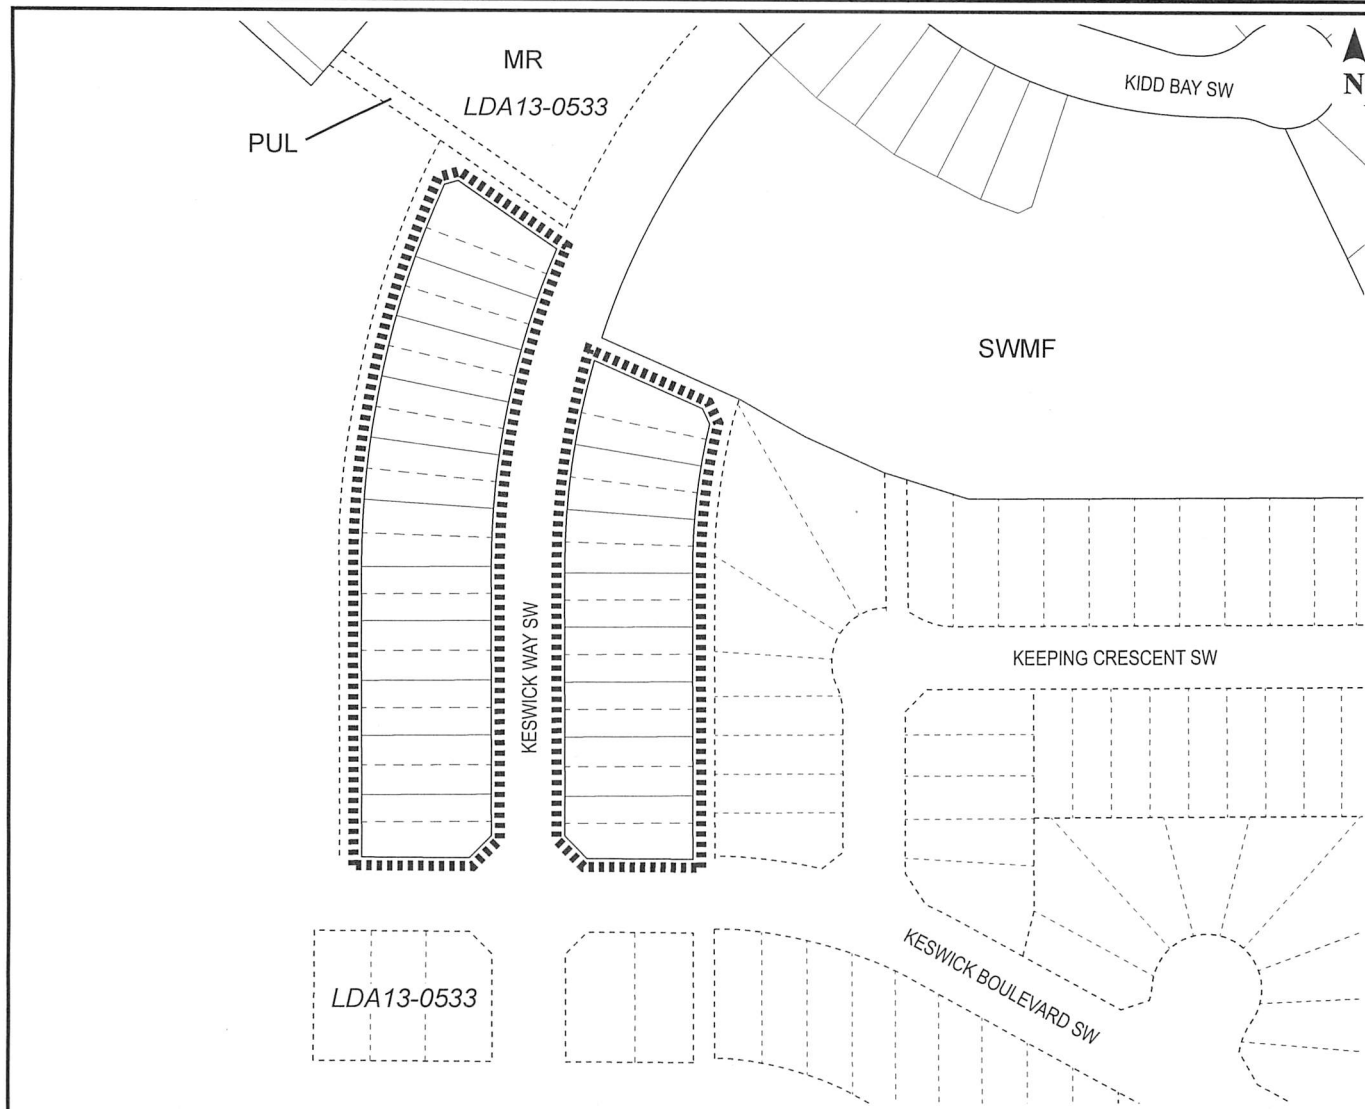 MR
LDA13-0533
PUL
KIDD BAY SW
N
SWMF
KESWICK WAY SW
KEEPING CRESCENT SW
KESWICK BOULEVARD SW
LDA13-0533